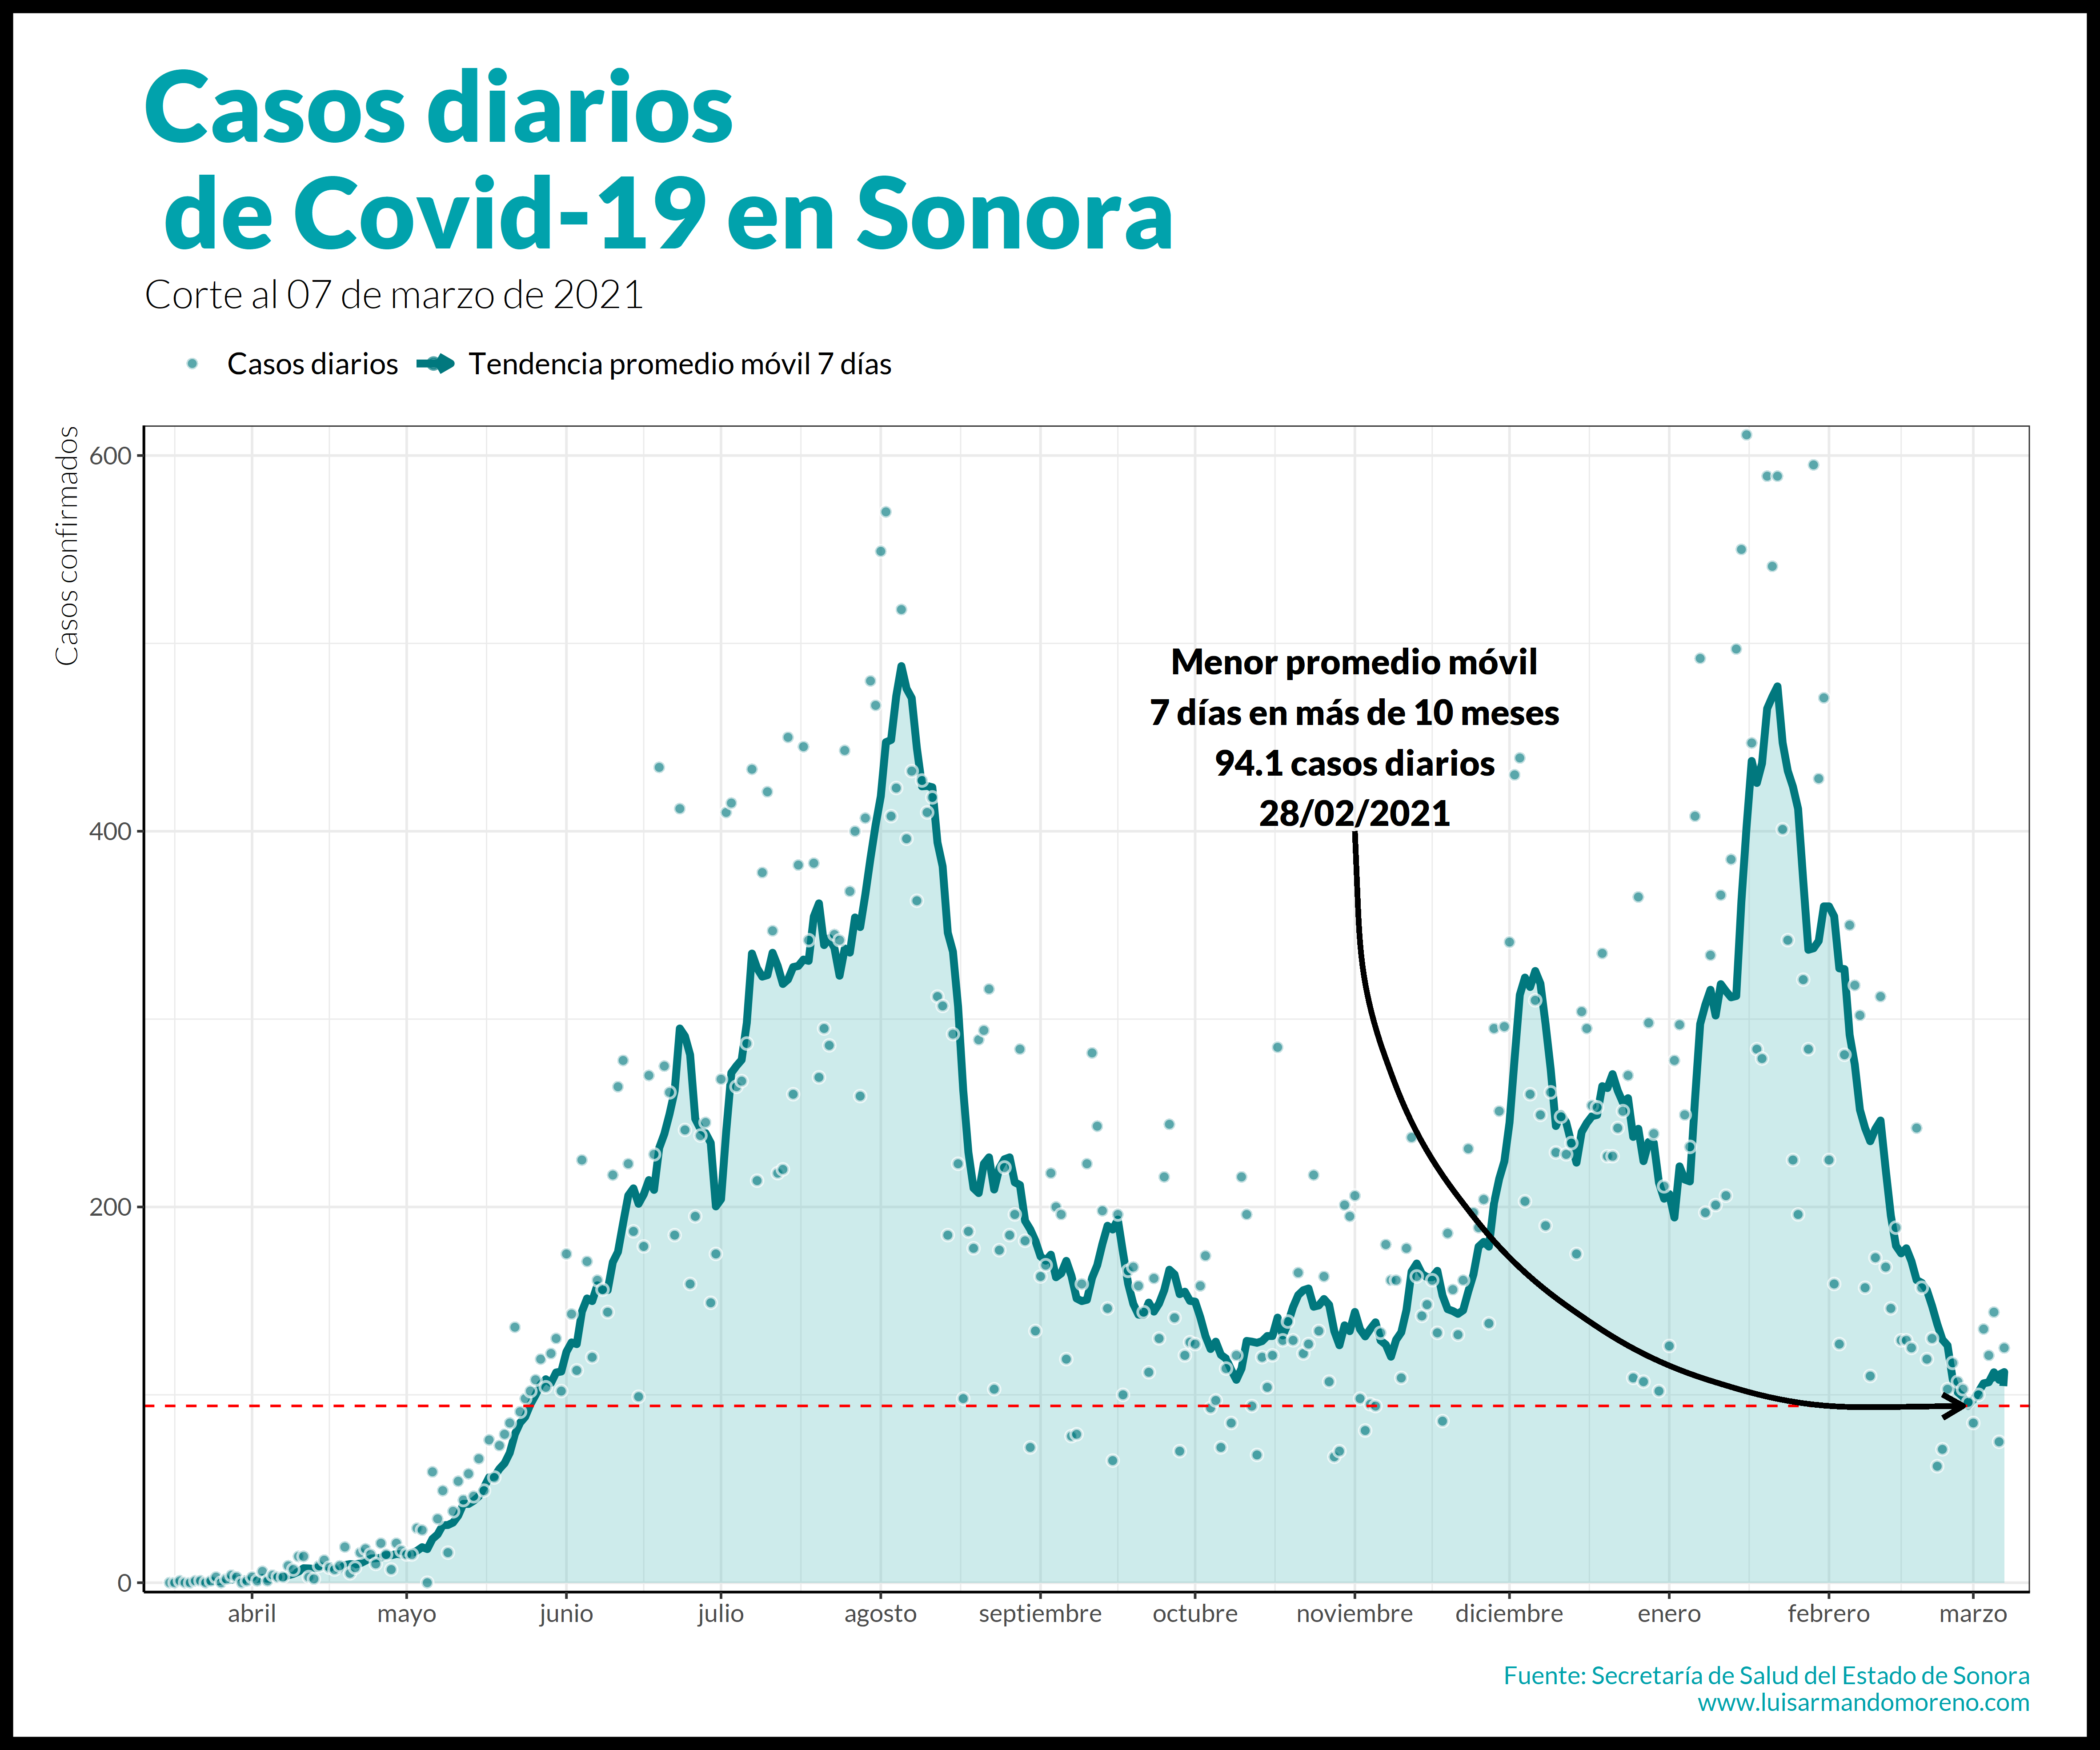 Casos diarios
de Covid-19 en Sonora
Corte al 07 de marzo de 2021
Casos diarios
Tendencia promedio móvil 7 días
Casos confirmados
600
400
200
0
Menor promedio móvil
7 días en más de 10 meses
94.1 casos diarios
28/02/2021
abril mayo junio julio agosto septiembre octubre noviembre diciembre enero febrero marzo
Fuente: Secretaría de Salud del Estado de Sonora
www.luisarmandomoreno.com